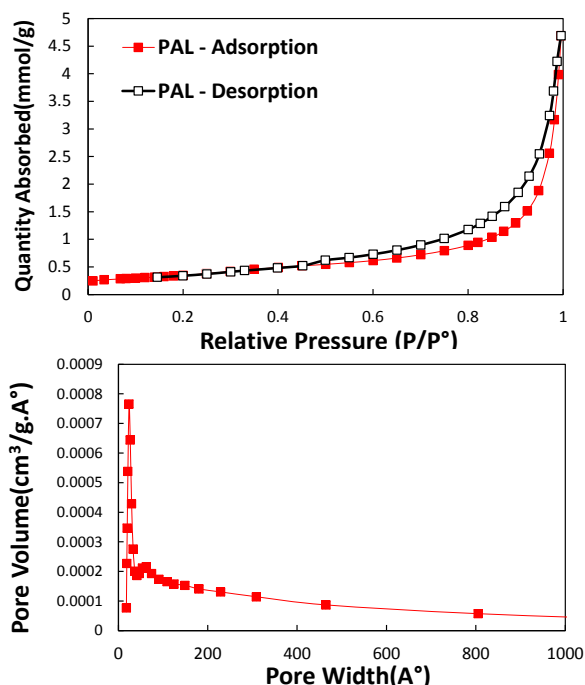 5
4.5
4
3.5
3
2.5
2
1.5
1
0.5
0
PAL - Adsorption
PAL - Desorption
Quantity Absorbed(mmol/g)
0 0.2 0.4 0.6 0.8 1
Relative Pressure (P/P°)
0.0009
0.0008
0.0007
0.0006
0.0005
0.0004
0.0003
0.0002
0.0001
0
Pore Volume(cm³/g.A°)
0 200 400 600 800 1000
Pore Width(A°)